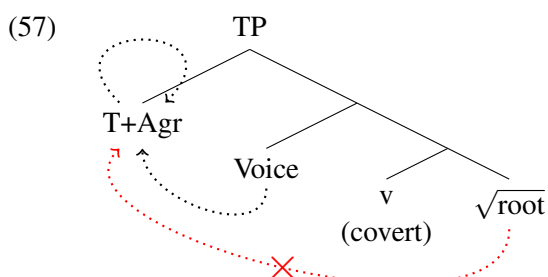 (57) TP
T+Agr
Voice
v √root
(covert)